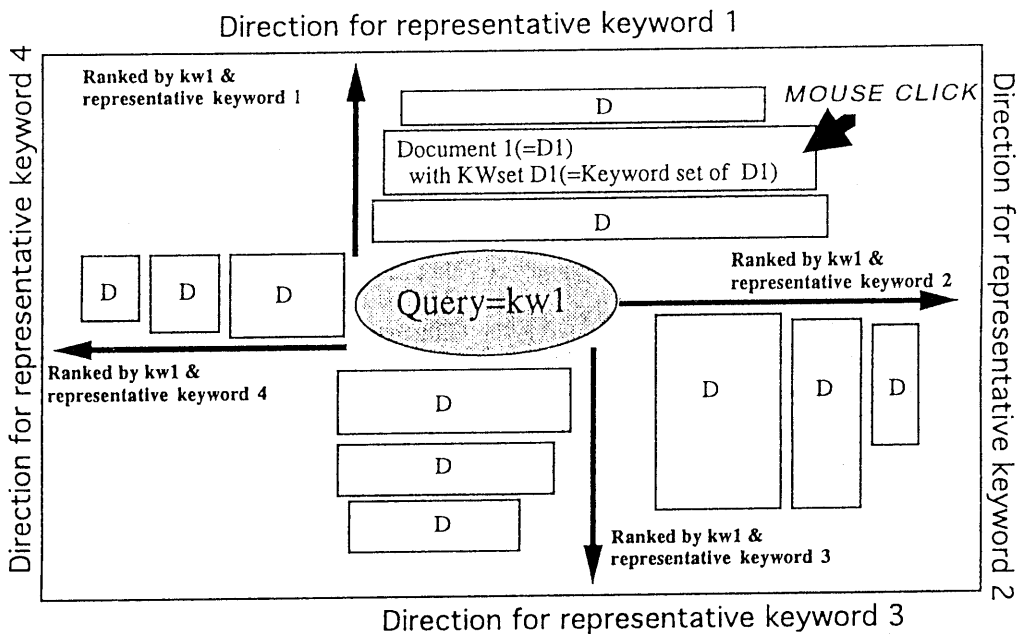 Direction for representative keyword 1
Direction for representative keyword 4
Ranked by kw1 &
representative keyword 1
D
MOUSE CLICK
Document 1(=D1)
with KWset D1(=Keyword set of D1)
D
Direction for representative keyword 2
Ranked by kw1 &
representative keyword 2
D
D
D
Query=kw1
Ranked by kw1 &
representative keyword 4
D
D
D
D
D
D
Ranked by kw1 &
representative keyword 3
Direction for representative keyword 3